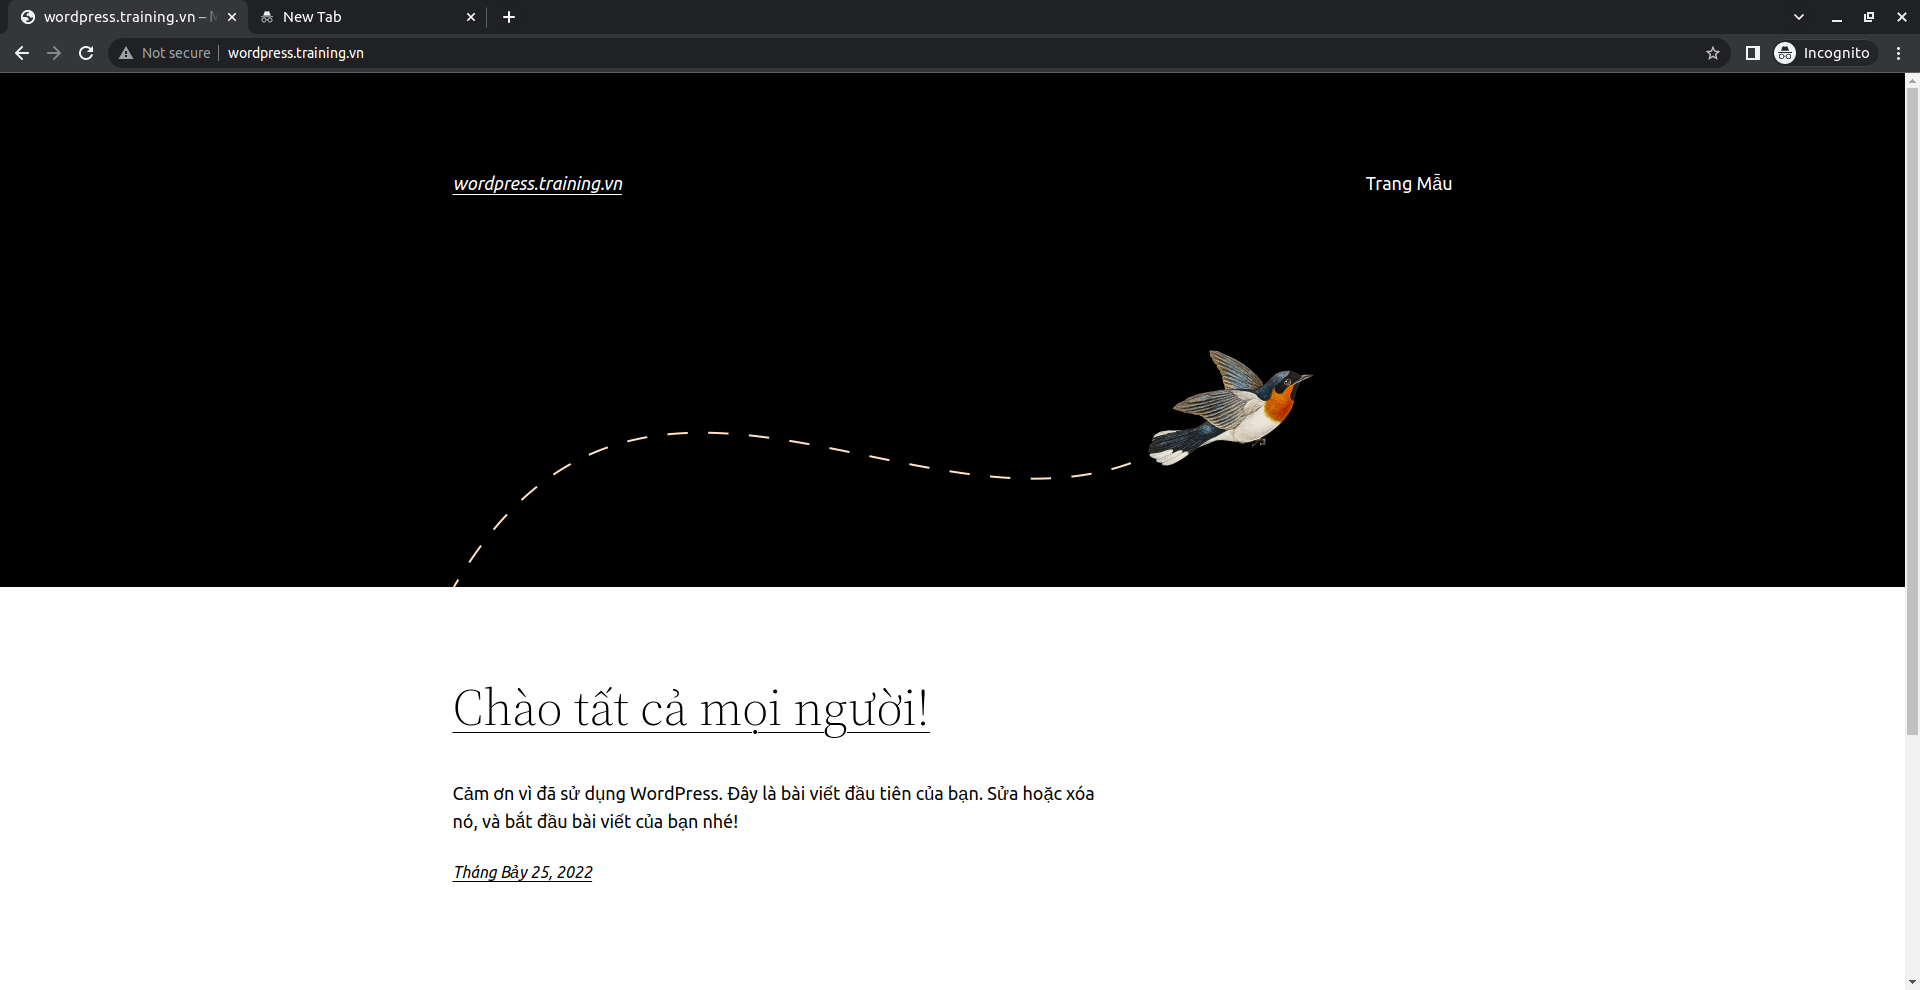 wordpress.training.vn – M
New Tab
Not secure
wordpress.training.vn
Incognito
wordpress.training.vn
Trang Mẫu
Chào tất cả mọi người!
Cảm ơn vì đã sử dụng WordPress. Đây là bài viết đầu tiên của bạn. Sửa hoặc xóa
nó, và bắt đầu bài viết của bạn nhé!
Tháng Bảy 25, 2022